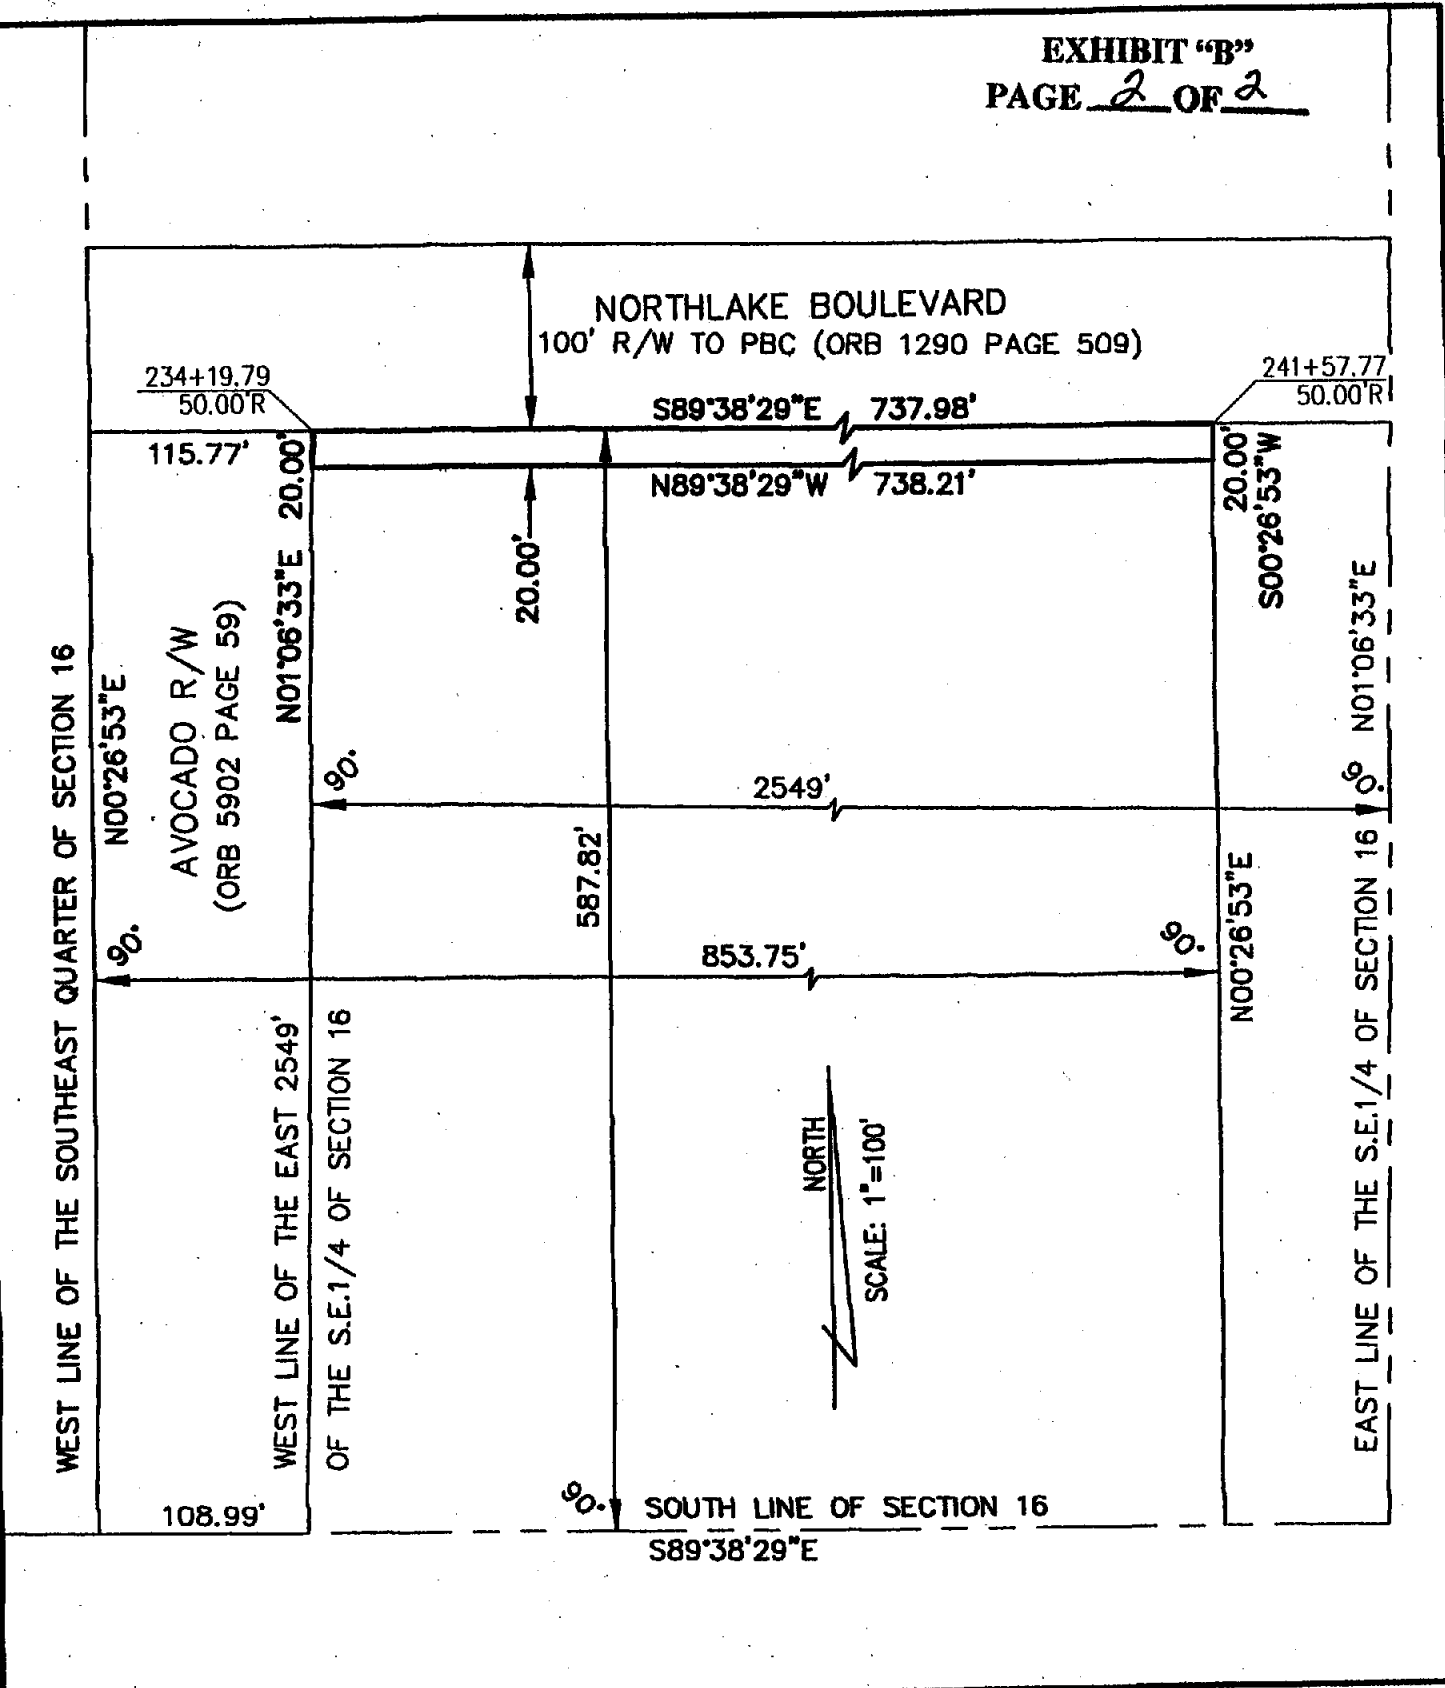 EXHIBIT “B”
PAGE 2 OF 2
NORTHLAKE BOULEVARD
100' R/W TO PBC (ORB 1290 PAGE 509)
234+19.79
50.00'R
241+57.77
50.00'R
S89°38'29"E 737.98'
115.77'
20.00'
N01°06'33"E
N89°38'29"W 738.21'
20.00'
20.00'
S00°26'53"W
WEST LINE OF THE SOUTHEAST QUARTER OF SECTION 16
N00°26'53"E
AVOCADO R/W
(ORB 5902 PAGE 59)
N01°06'33"E
90°
2549'
90°
587.82'
90°
853.75'
90°
N00°26'53"E
WEST LINE OF THE EAST 2549'
OF THE S.E.1/4 OF SECTION 16
EAST LINE OF THE S.E.1/4 OF SECTION 16
NORTH
SCALE: 1"=100'
108.99'
90°
SOUTH LINE OF SECTION 16
S89°38'29"E